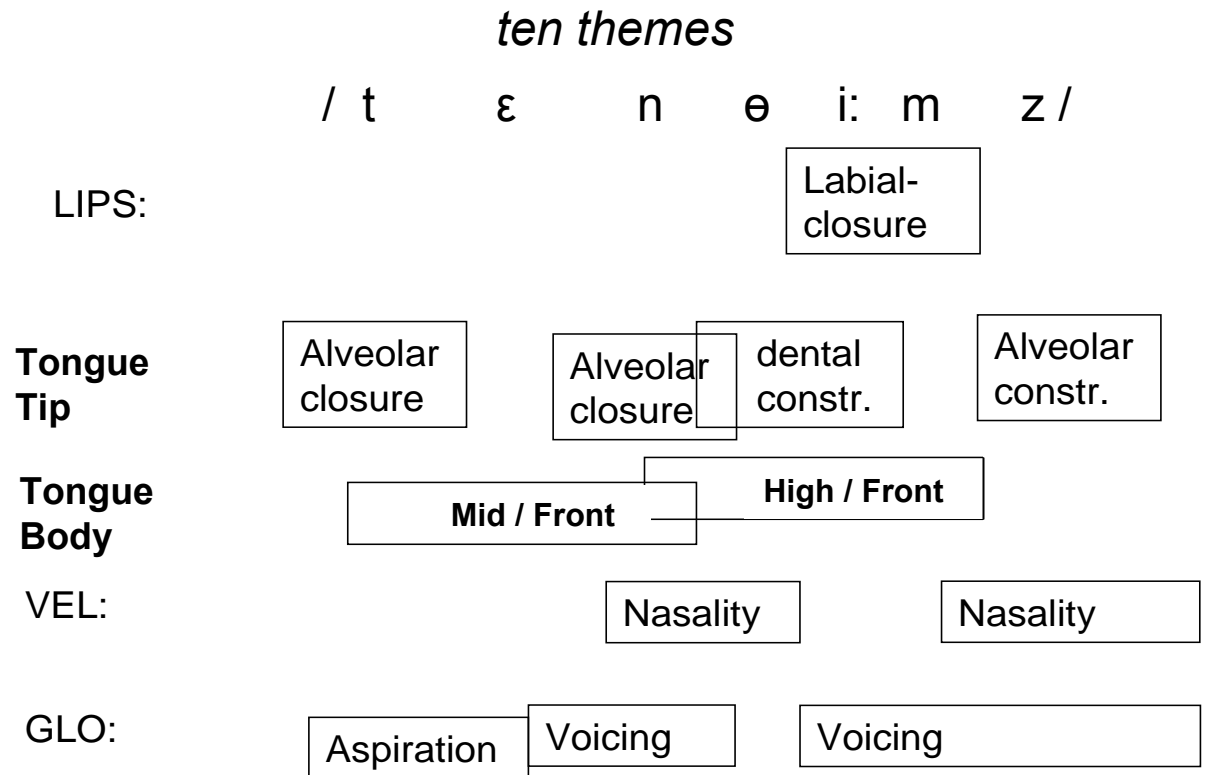 ten themes
/ t ɛ n ɵ i: m z /
LIPS:
Labial-
closure
Tongue
Tip
Alveolar
closure
Alveolar
closure
dental
constr.
Alveolar
constr.
Tongue
Body
Mid / Front
High / Front
VEL:
Nasality
Nasality
GLO:
Aspiration
Voicing
Voicing